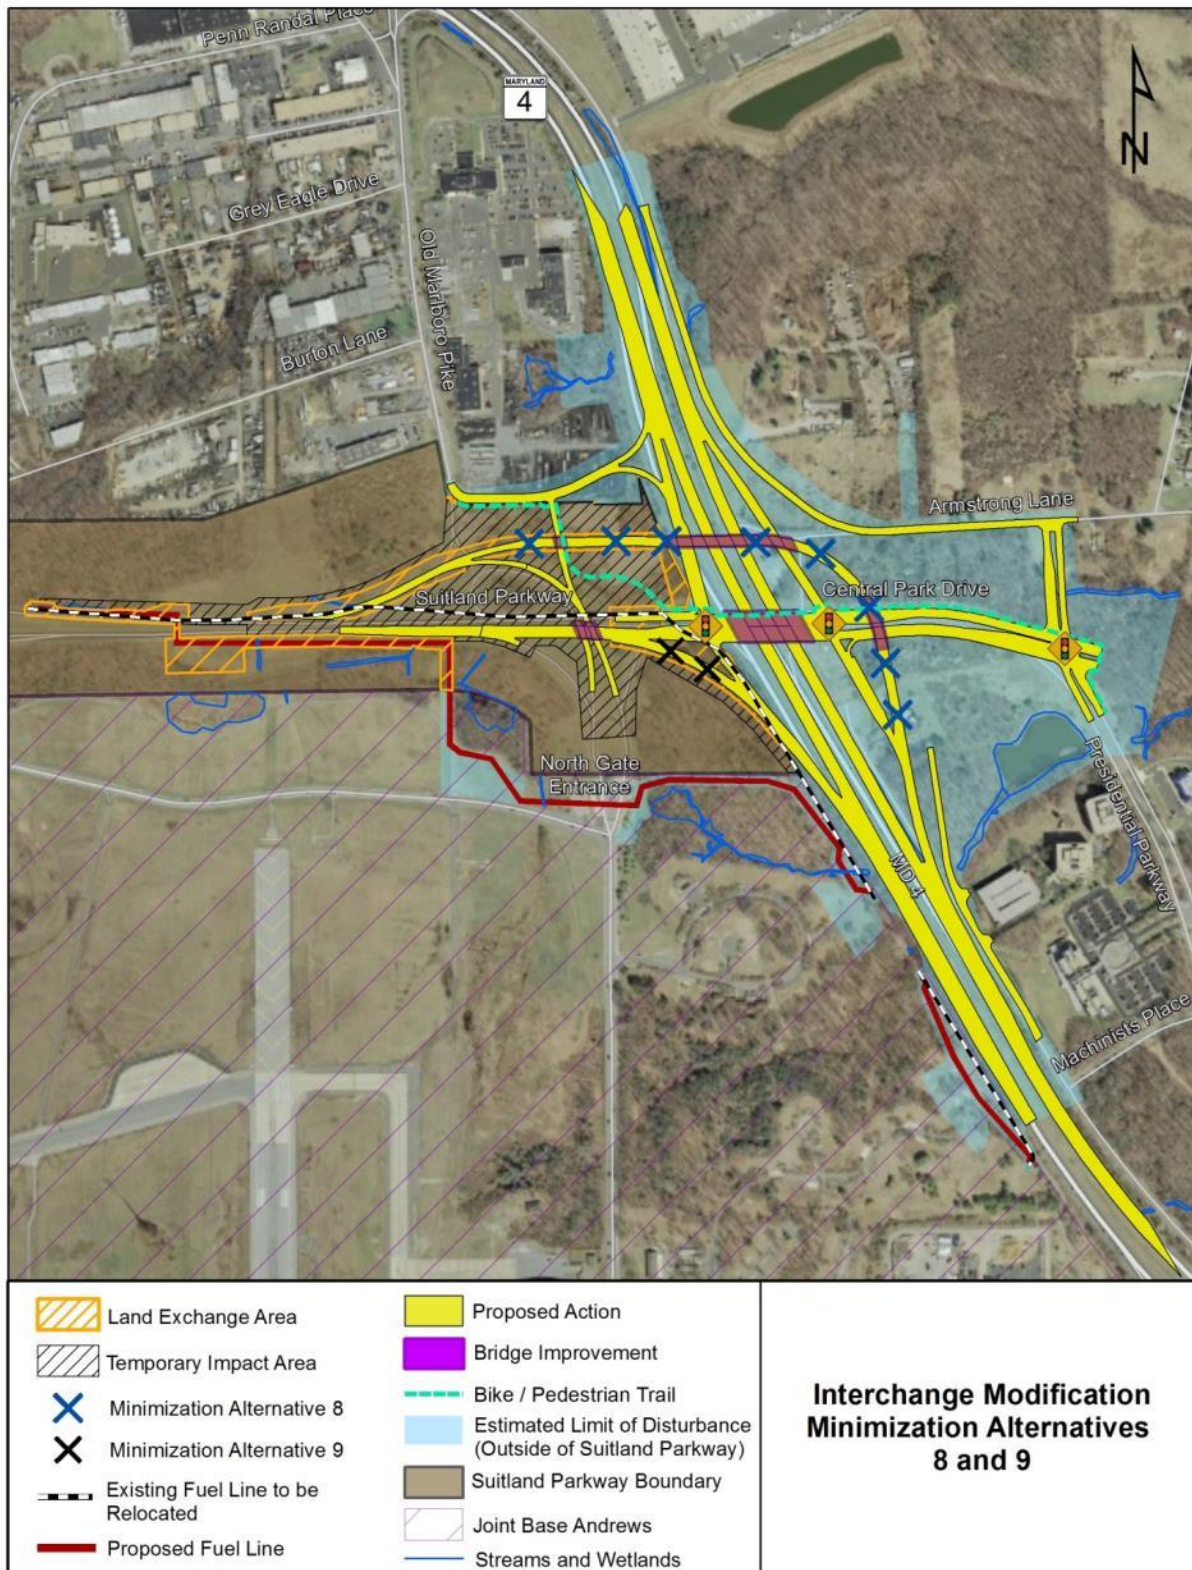 Penn Randal Place
MARYLAND
4
N
Grey Eagle Drive
Old Marlboro Pike
Burton Lane
Armstrong Lane
Suitland Parkway
Central Park Drive
North Gate
Entrance
MD 4
Presidential Parkway
Machinists Place
Land Exchange Area
Temporary Impact Area
Minimization Alternative 8
Minimization Alternative 9
Existing Fuel Line to be
Relocated
Proposed Fuel Line
Proposed Action
Bridge Improvement
Bike / Pedestrian Trail
Estimated Limit of Disturbance
(Outside of Suitland Parkway)
Suitland Parkway Boundary
Joint Base Andrews
Streams and Wetlands
Interchange Modification
Minimization Alternatives
8 and 9